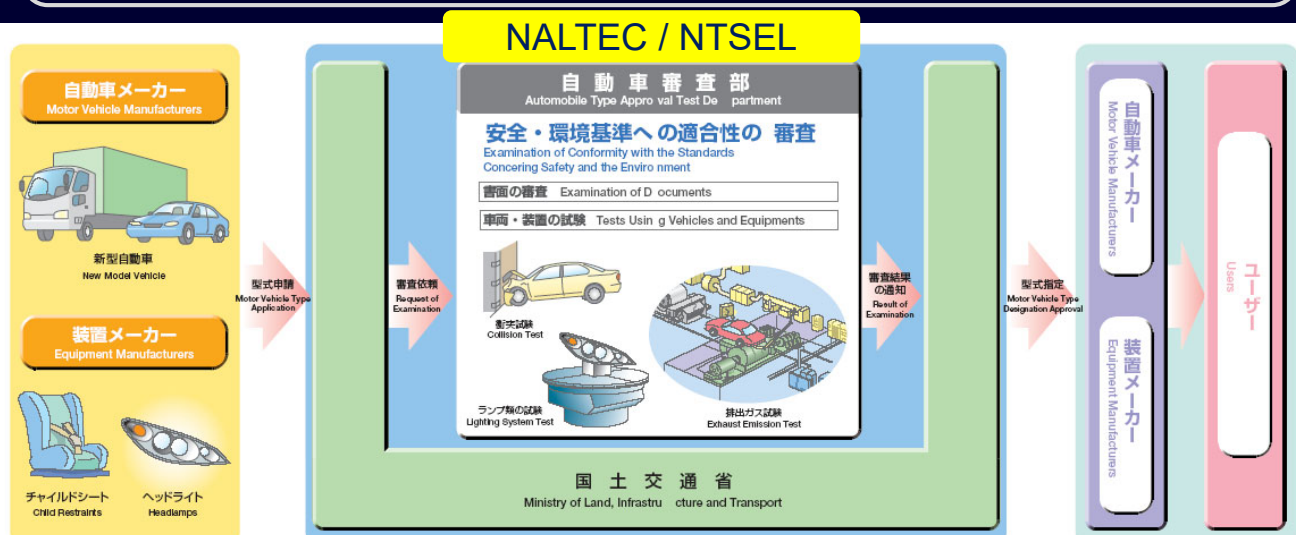 NALTEC / NTSEL
自動車メーカー
Motor Vehicle Manufacturers
新型自動車
New Model Vehicle
装置メーカー
Equipment Manufacturers
チャイルドシート
Child Restraints
ヘッドライト
Headlamps
型式申請
Motor Vehicle Type
Application
審査依頼
Request of
Examination
自動車審査部
Automobile Type Appro val Test De partment
安全・環境基準へ の適合性の 審査
Examination of Conformity with the Standards
Concering Safety and the Enviro nment
書面の審査 Examination of D ocuments
車両・装置の試験 Tests Usin g Vehicles and Equipments
衝突試験
Collision Test
ランプ類の試験
Lighting System Test
排出ガス試験
Exhaust Emission Test
審査結果
の通知
Result of
Examination
国土交通省
Ministry of Land, Infrastru cture and Transport
型式指定
Motor Vehicle Type
Designation Approval
自動車メーカー
Motor Vehicle Manufacturers
装置メーカー
Equipment Manufacturers
ユーザー
Users